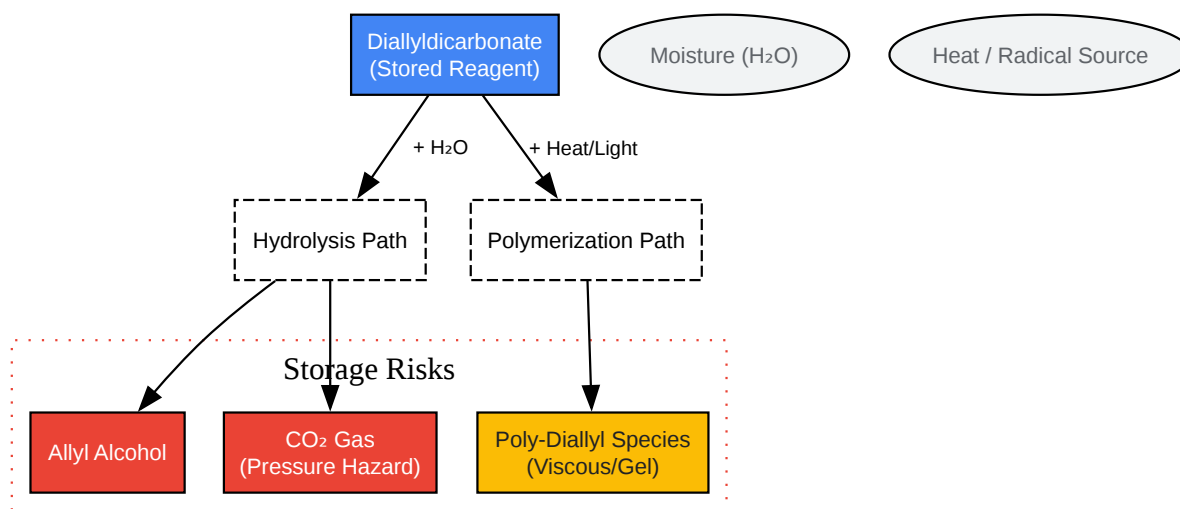 Diallyldicarbonate
(Stored Reagent)
Moisture (H₂O)
Heat / Radical Source
+ H₂O
+ Heat/Light
Hydrolysis Path
Polymerization Path
Storage Risks
Allyl Alcohol
CO₂ Gas
(Pressure Hazard)
Poly-Diallyl Species
(Viscous/Gel)